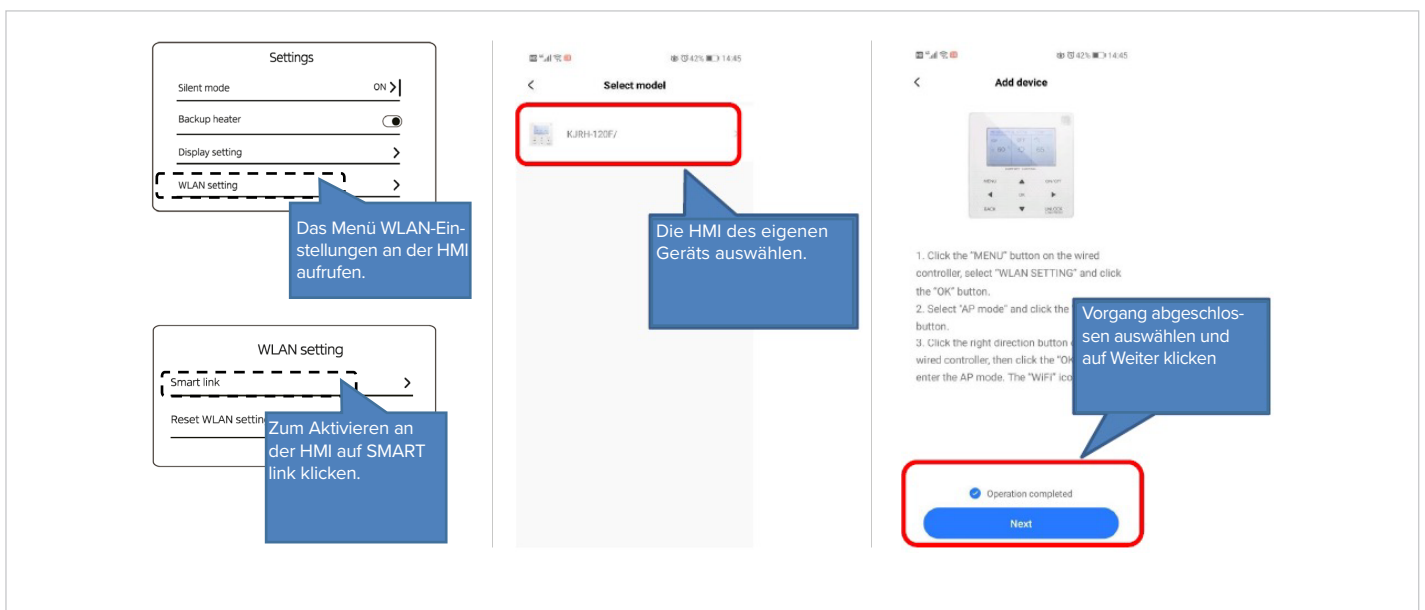 Settings
Silent mode ON
Backup heater
Display setting
WLAN setting
Das Menü WLAN-Ein-
stellungen an der HMI
aufrufen.
WLAN setting
Smart link
Reset WLAN settin
Zum Aktivieren an
der HMI auf SMART
link klicken.
42% 14:45
Select model
KJRH-120F/
Die HMI des eigenen
Geräts auswählen.
42% 14:45
Add device
MENU ON/OFF
OK
BACK UNLOCK
1. Click the "MENU" button on the wired
controller, select "WLAN SETTING" and click
the "OK" button.
2. Select "AP mode" and click the
button.
3. Click the right direction button
wired controller, then click the "OK
enter the AP mode. The "WiFi" ico
Vorgang abgeschlos-
sen auswählen und
auf Weiter klicken
Operation completed
Next